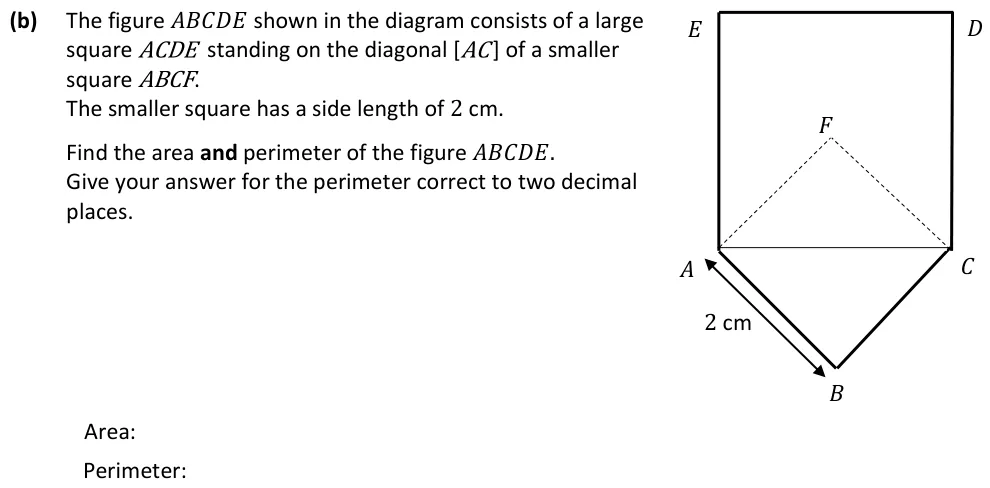 (b) The figure ABCDE shown in the diagram consists of a large
square ACDE standing on the diagonal [AC] of a smaller
square ABCF.
The smaller square has a side length of 2 cm.
Find the area and perimeter of the figure ABCDE.
Give your answer for the perimeter correct to two decimal
places.
E
D
F
A
C
2 cm
B
Area:
Perimeter: